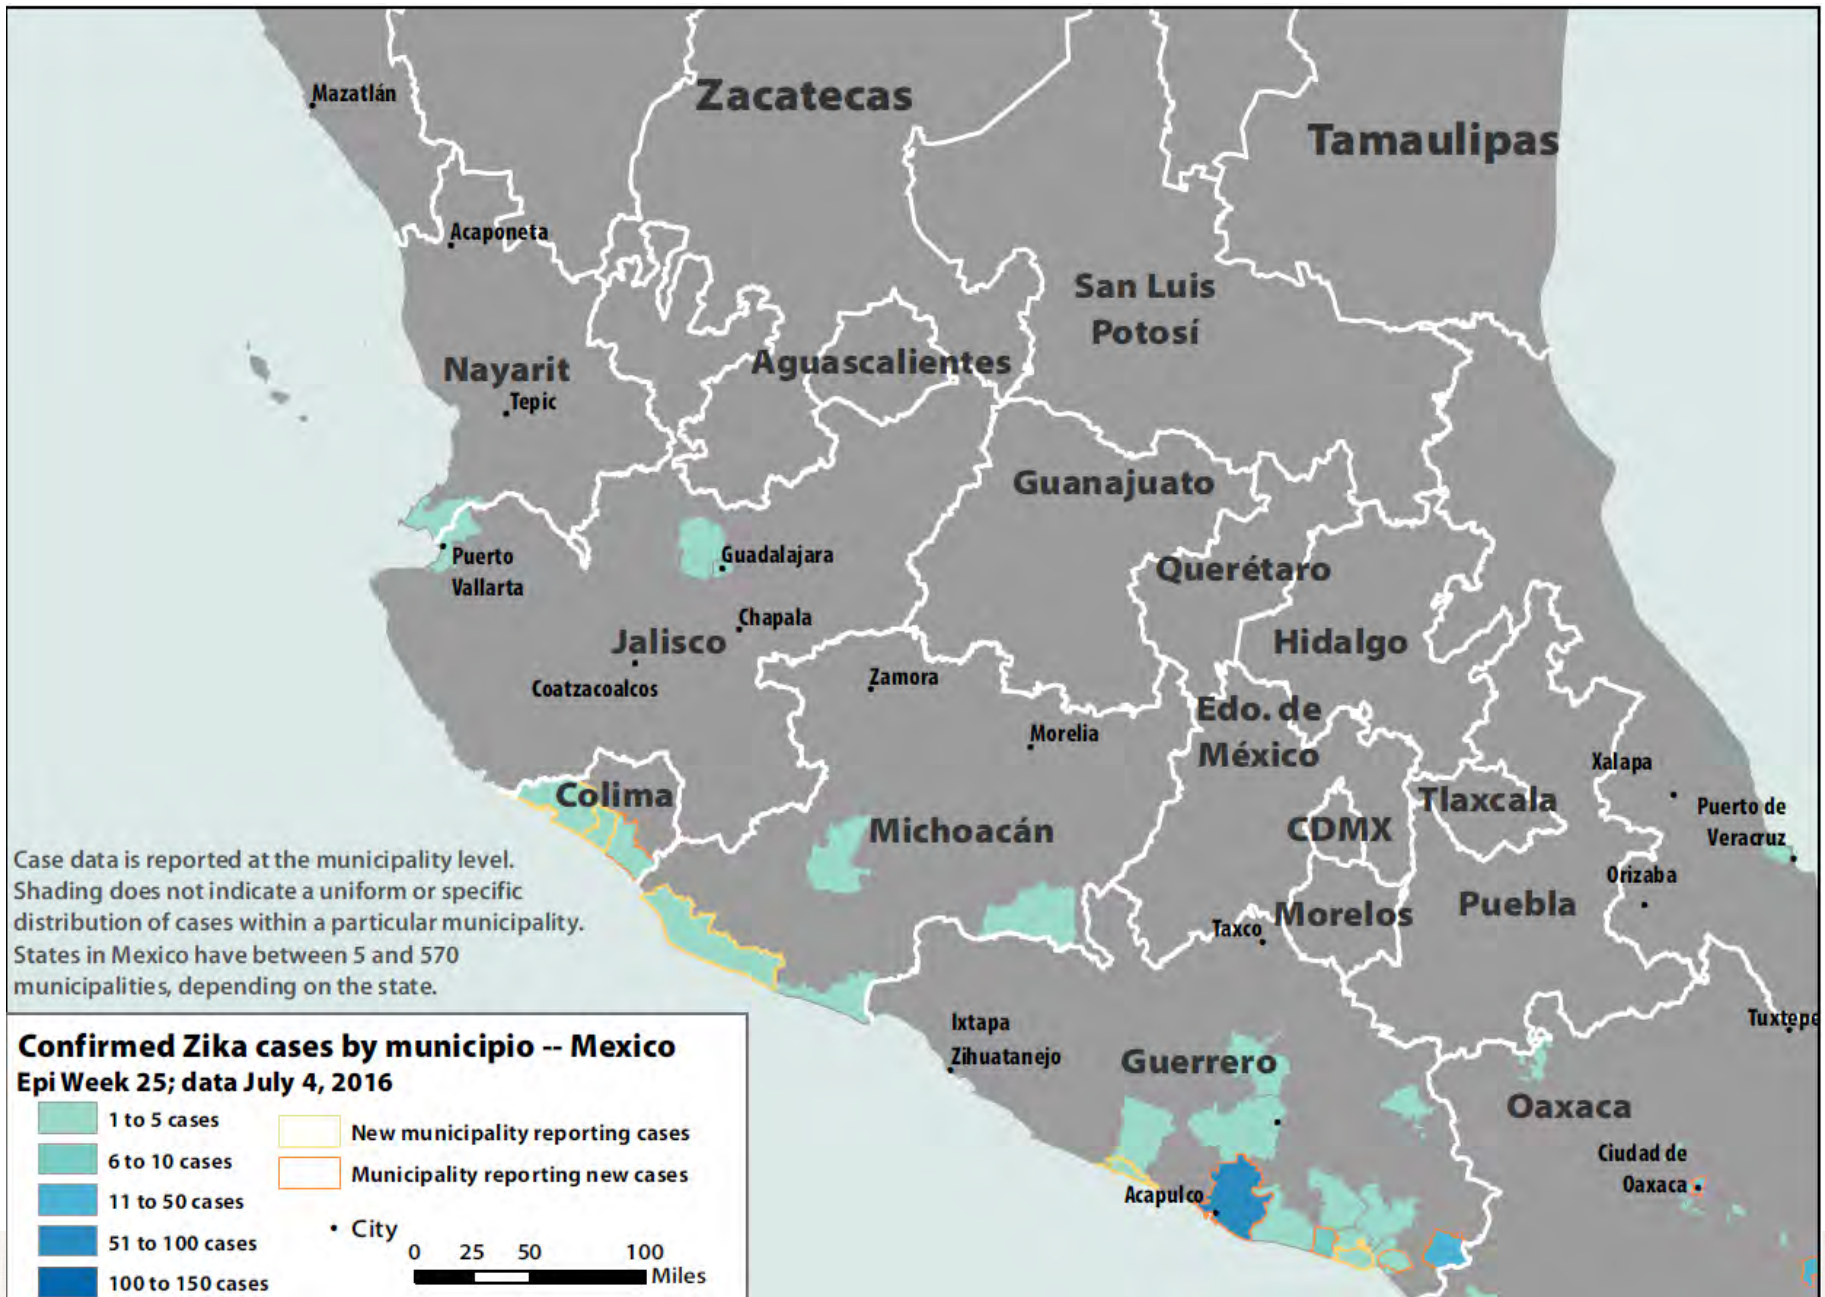 Mazatlán
Zacatecas
Tamaulipas
Acaponeta
San Luis
Potosí
Nayarit
Tepic
Aguascalientes
Guanajuato
Puerto
Vallarta
Guadalajara
Querétaro
Chapala
Jalisco
Hidalgo
Coatzacoalcos
Zamora
Edo. de
México
Morelia
Xalapa
Colima
Tlaxcala
Puerto de
Veracruz
Michoacán
CDMX
Orizaba
Puebla
Taxco
Morelos
Case data is reported at the municipality level.
Shading does not indicate a uniform or specific
distribution of cases within a particular municipality.
States in Mexico have between 5 and 570
municipalities, depending on the state.
Tuxtepe
Ixtapa
Zihuatanejo
Guerrero
Oaxaca
Ciudad de
Oaxaca
Acapulco
Confirmed Zika cases by municipio -- Mexico
Epi Week 25; data July 4, 2016
1 to 5 cases
6 to 10 cases
11 to 50 cases
51 to 100 cases
100 to 150 cases
New municipality reporting cases
Municipality reporting new cases
City
0 25 50 100
Miles